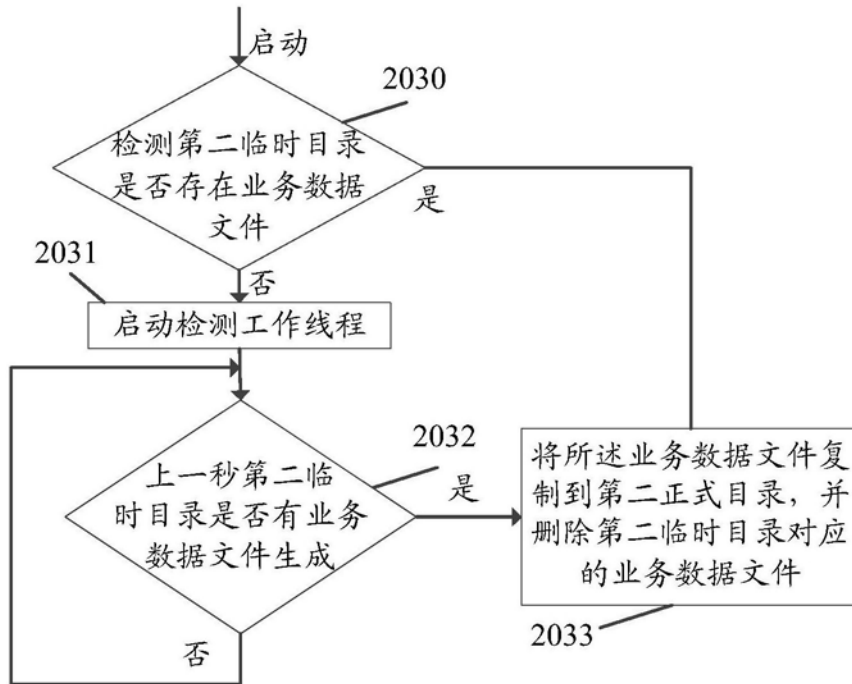 启动
2030
检测第二临时目录
是否存在业务数据
文件
是
2031
否
启动检测工作线程
2032
上一秒第二临
时目录是否有业务
数据文件生成
是
将所述业务数据文件复
制到第二正式目录，并
删除第二临时目录对应
的业务数据文件
2033
否